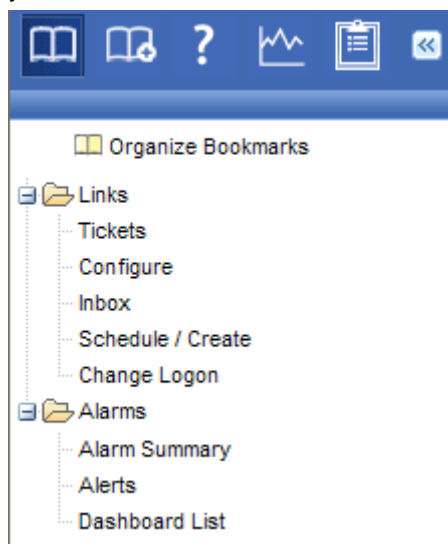 ?
Organize Bookmarks
Links
Tickets
Configure
Inbox
Schedule / Create
Change Logon
Alarms
Alarm Summary
Alerts
Dashboard List